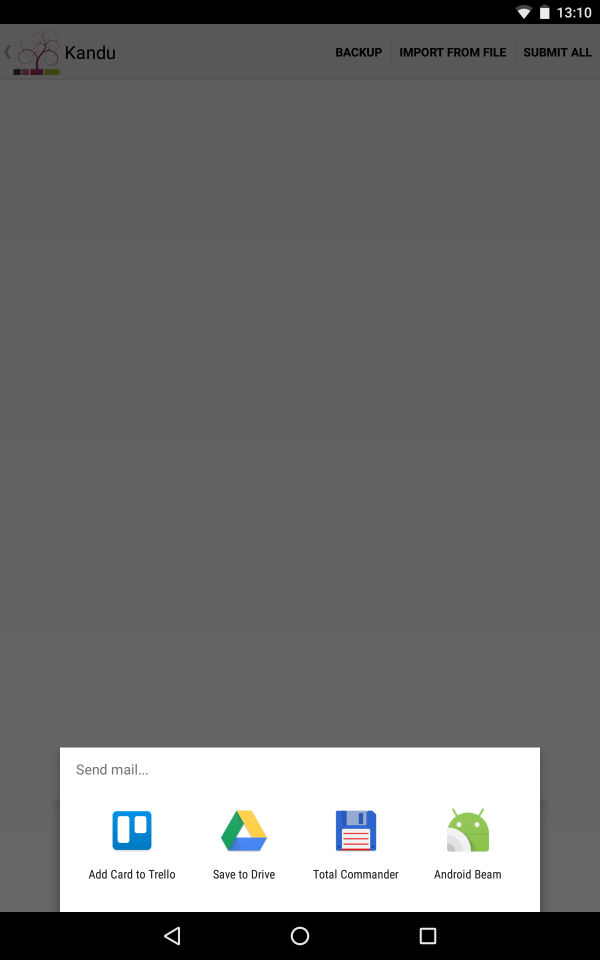 13:10
Kandu
BACKUP
IMPORT FROM FILE
SUBMIT ALL
Send mail...
Add Card to Trello
Save to Drive
Total Commander
Android Beam